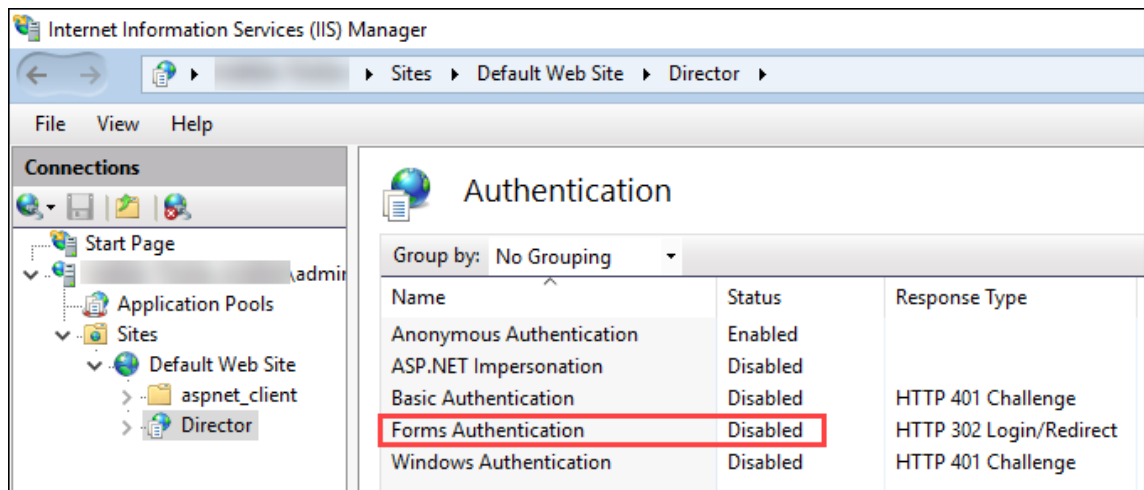 Internet Information Services (IIS) Manager
Sites Default Web Site Director
File View Help
Connections
Start Page
\admin
Application Pools
Sites
Default Web Site
aspnet_client
Director
Authentication
Group by: No Grouping
Name Status Response Type
Anonymous Authentication Enabled
ASP.NET Impersonation Disabled
Basic Authentication Disabled HTTP 401 Challenge
Forms Authentication Disabled HTTP 302 Login/Redirect
Windows Authentication Disabled HTTP 401 Challenge